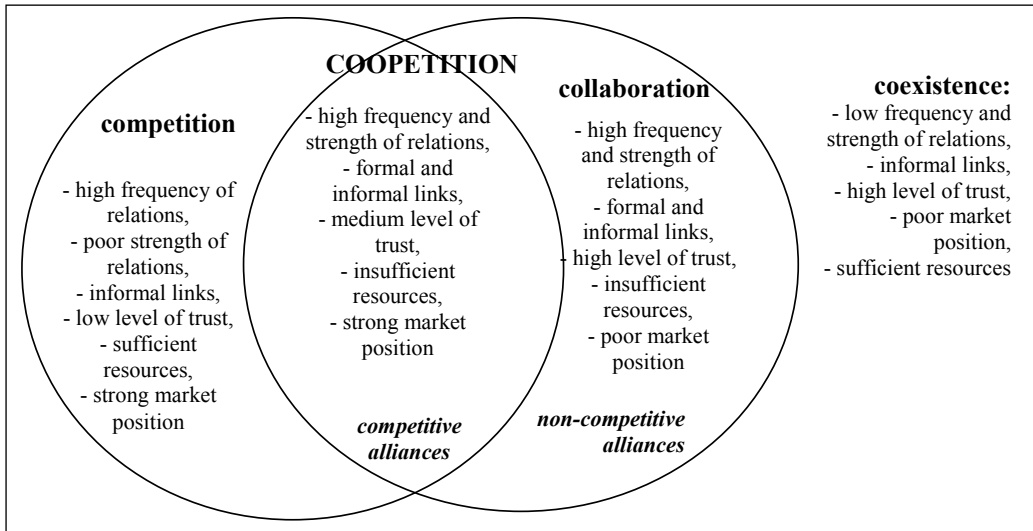 competition
- high frequency of
relations,
- poor strength of
relations,
- informal links,
- low level of trust,
- sufficient
resources,
- strong market
position
COOPETITION
- high frequency and
strength of relations,
- formal and
informal links,
- medium level of
trust,
- insufficient
resources,
- strong market
position
competitive
alliances
collaboration
- high frequency
and strength of
relations,
- formal and
informal links,
- high level of trust,
- insufficient
resources,
- poor market
position
non-competitive
alliances
coexistence:
- low frequency and
strength of relations,
- informal links,
- high level of trust,
- poor market
position,
- sufficient resources